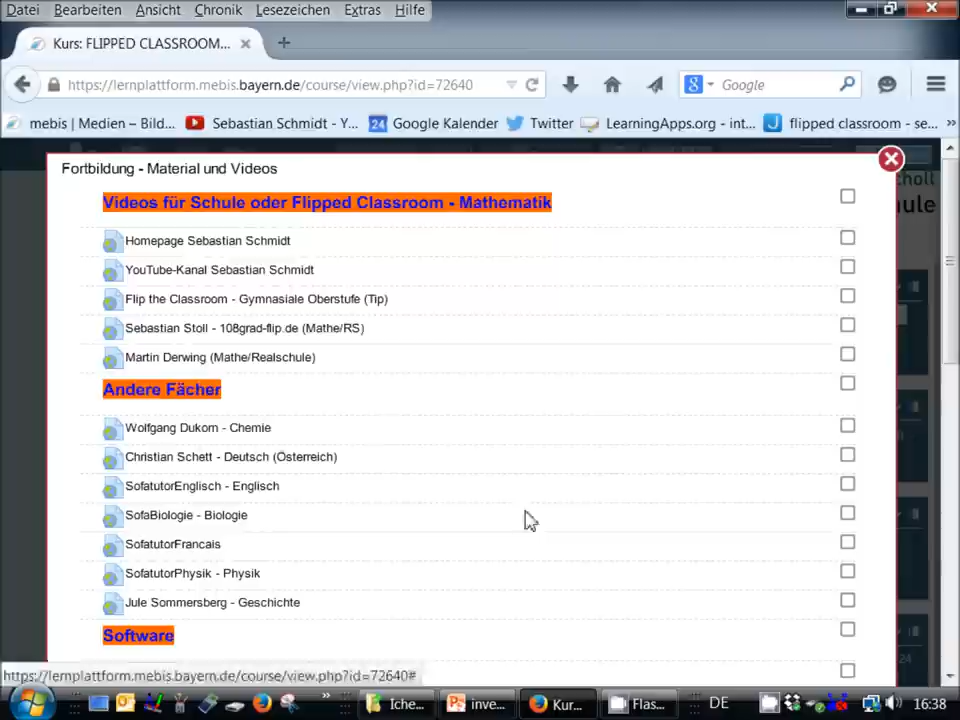 Datei Bearbeiten Ansicht Chronik Lesezeichen Extras Hilfe
Kurs: FLIPPED CLASSROOM...
https://lernplattform.mebis.bayern.de/course/view.php?id=72640
Google
mebis | Medien – Bild... Sebastian Schmidt - Y... 24 Google Kalender Twitter LearningApps.org - int... flipped classroom - se...
Fortbildung - Material und Videos
Videos für Schule oder Flipped Classroom - Mathematik
Homepage Sebastian Schmidt
YouTube-Kanal Sebastian Schmidt
Flip the Classroom - Gymnasiale Oberstufe (Tip)
Sebastian Stoll - 108grad-flip.de (Mathe/RS)
Martin Derwing (Mathe/Realschule)
Andere Fächer
Wolfgang Dukorn - Chemie
Christian Schett - Deutsch (Österreich)
SofatutorEnglisch - Englisch
SofaBiologie - Biologie
SofatutorFrancais
SofatutorPhysik - Physik
Jule Sommersberg - Geschichte
Software
https://lernplattform.mebis.bayern.de/course/view.php?id=72640#
Iche... inve... Kur... Flas... DE 16:38